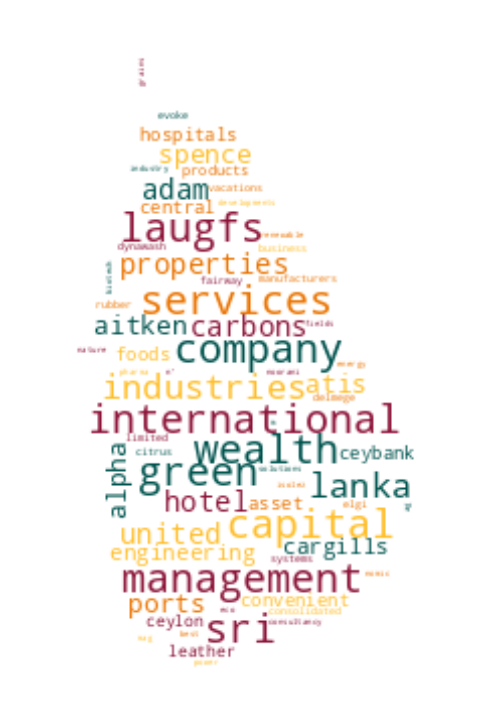 grains
evoke
hospitals
spence
industry products
adam vacations
central developments
laugfs renewable
dynawash business
properties
biotech fairway manufacturers
services
rubber
aitken carbons fields
company
nature foods energy
pharma n' noorani
industries atis
delmege
international
limited wealth
citrus ceybank
green solutions
alpha lanka
isolez
hotel asset elgi
capital
united
engineering cargills
systems
management
ports convenient
eco consolidated
ceylon sri consultancy
best
leather
power